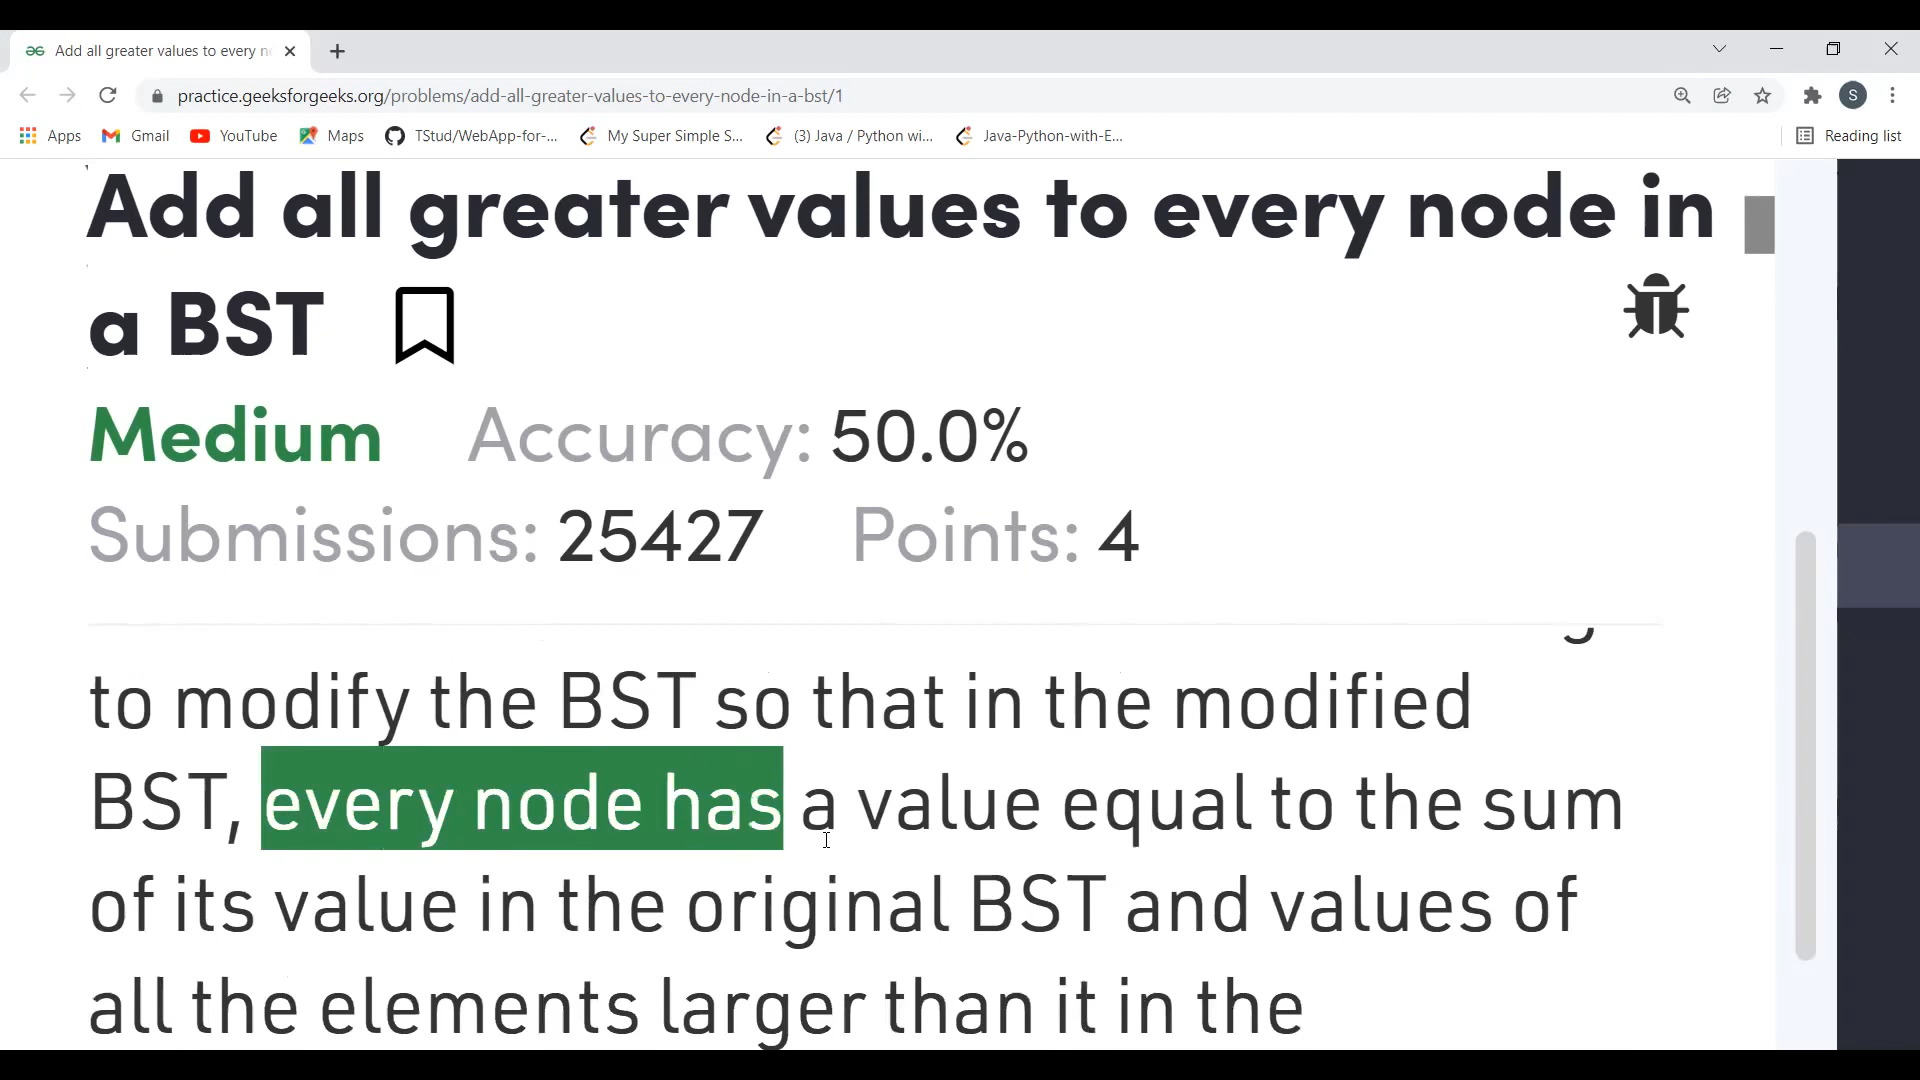 Add all greater values to every n
practice.geeksforgeeks.org/problems/add-all-greater-values-to-every-node-in-a-bst/1
S
Apps Gmail YouTube Maps TStud/WebApp-for-... My Super Simple S... (3) Java / Python wi... Java-Python-with-E... Reading list
Add all greater values to every node in
a BST
Medium Accuracy: 50.0%
Submissions: 25427 Points: 4
to modify the BST so that in the modified
BST, every node has a value equal to the sum
of its value in the original BST and values of
all the elements larger than it in the